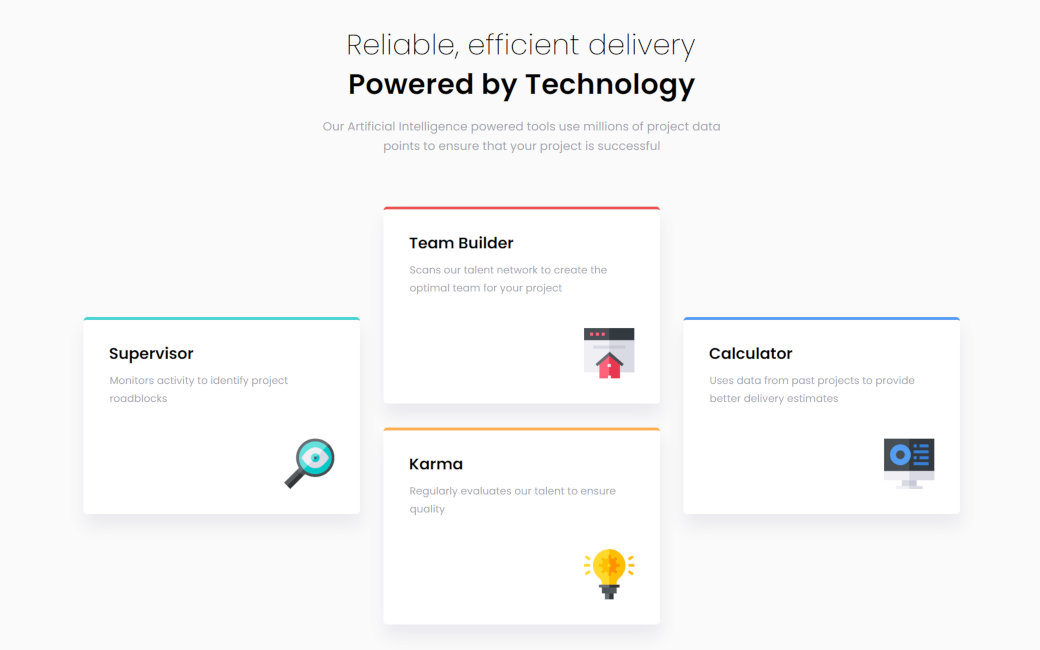 Reliable, efficient delivery
Powered by Technology
Our Artificial Intelligence powered tools use millions of project data
points to ensure that your project is successful
Supervisor
Monitors activity to identify project
roadblocks
Team Builder
Scans our talent network to create the
optimal team for your project
Karma
Regularly evaluates our talent to ensure
quality
Calculator
Uses data from past projects to provide
better delivery estimates